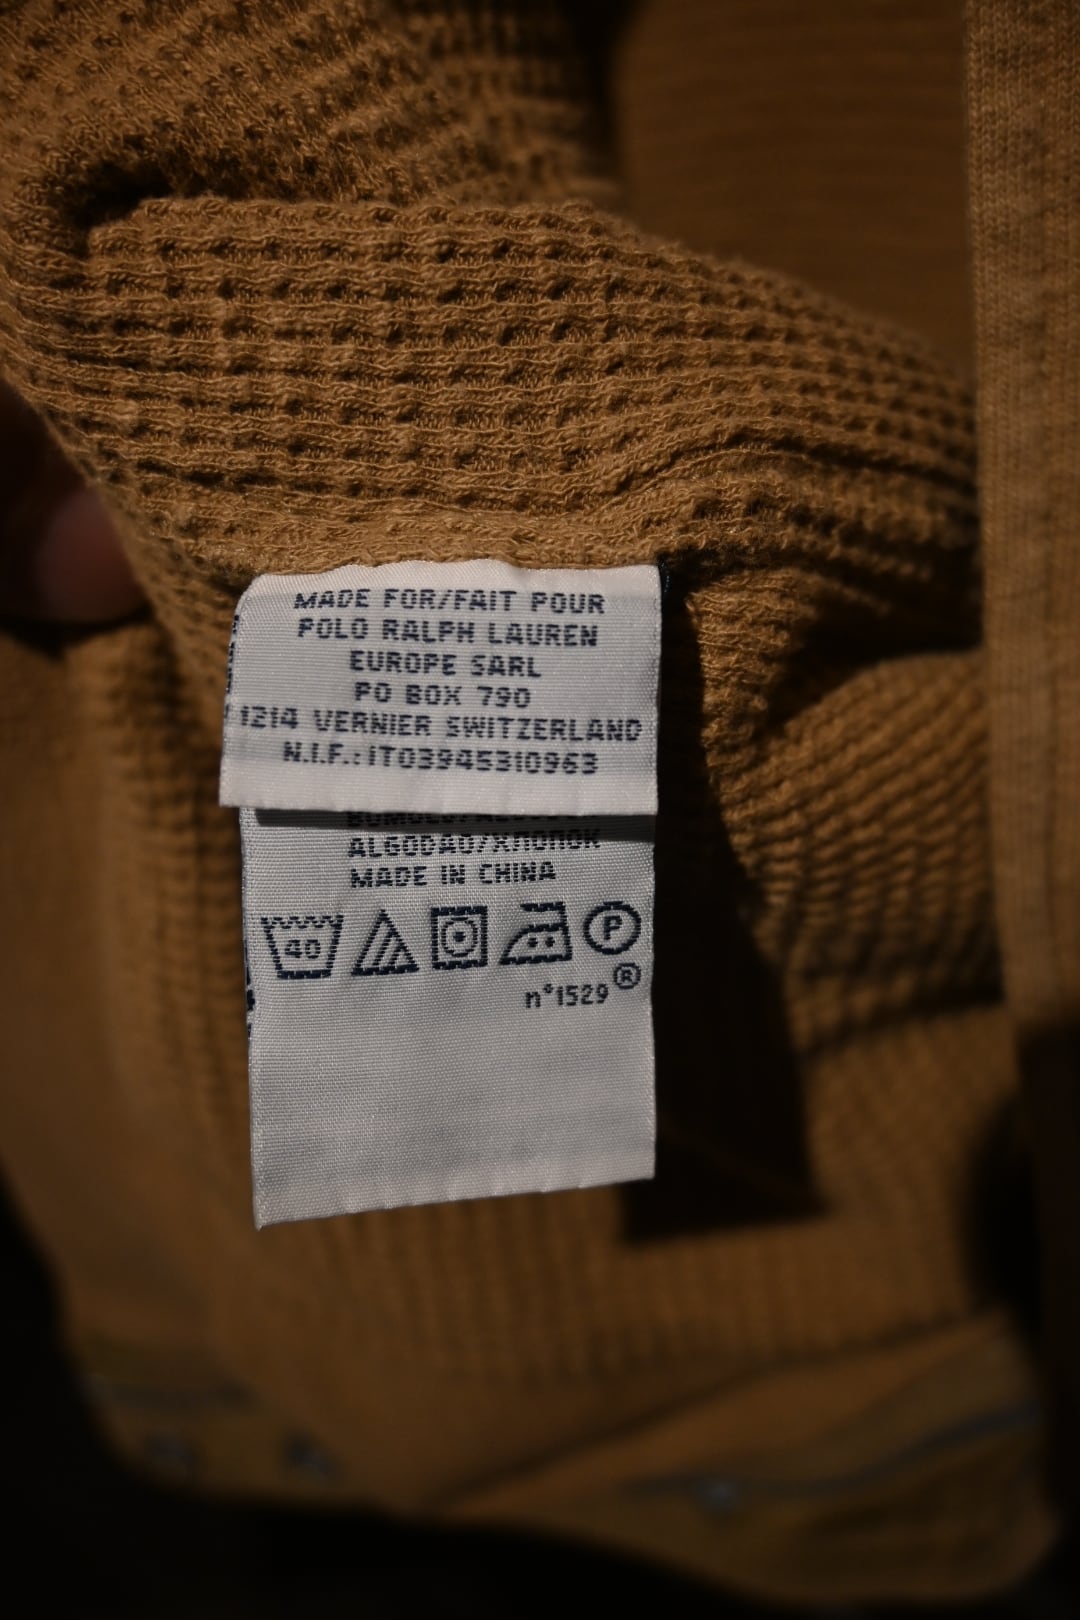 MADE FOR/FAIT POUR
POLO RALPH LAUREN
EUROPE SARL
PO BOX 790
1214 VERNIER SWITZERLAND
N.I.F.: IT03945310963
ALGODAO/ХЛОПОК
MADE IN CHINA
40
P
n°1529 ®